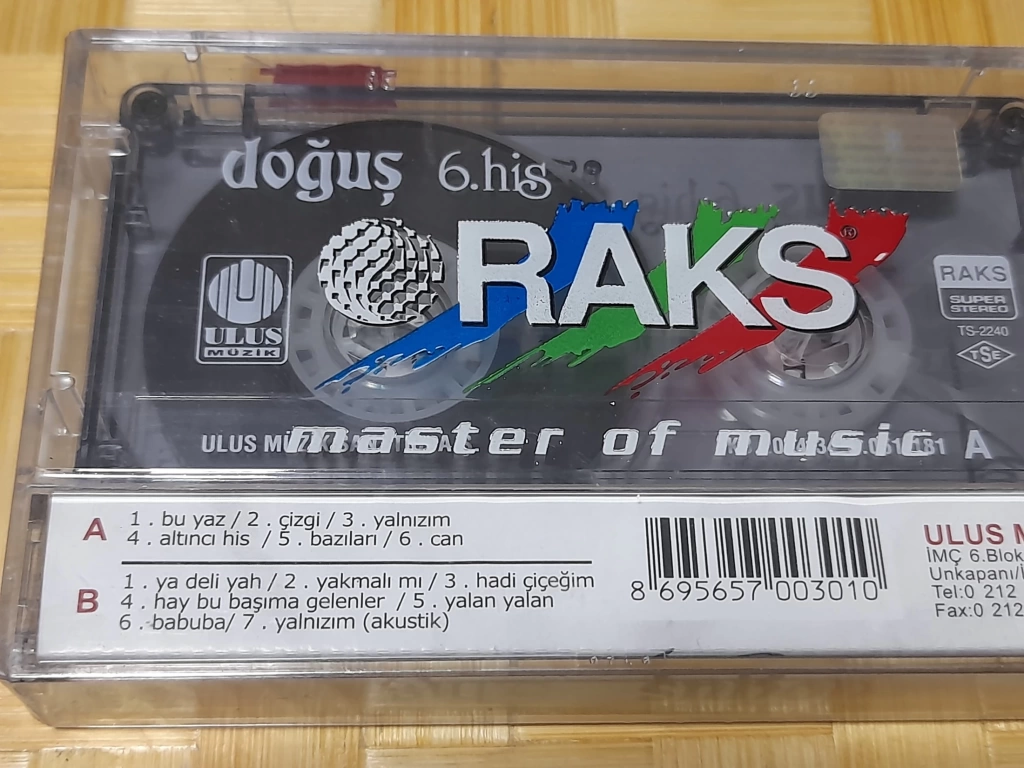 doğuş 6.his
RAKS
®
ULUS
MÜZİK
RAKS
SUPER
STEREO
TS-2240
TSE
master of music A
ULUS MÜZİK
A
1 . bu yaz / 2 . çizgi / 3 . yalnızım
4 . altıncı his / 5 . bazıları / 6 . can
B
1 . ya deli yah / 2 . yakmalı mı / 3 . hadi çiçeğim
4 . hay bu başıma gelenler / 5 . yalan yalan
6 . babuba/ 7 . yalnızım (akustik)
8 695657 003010
ULUS M
İMÇ 6.Blok
Unkapanı/İ
Tel:0 212
Fax:0 212